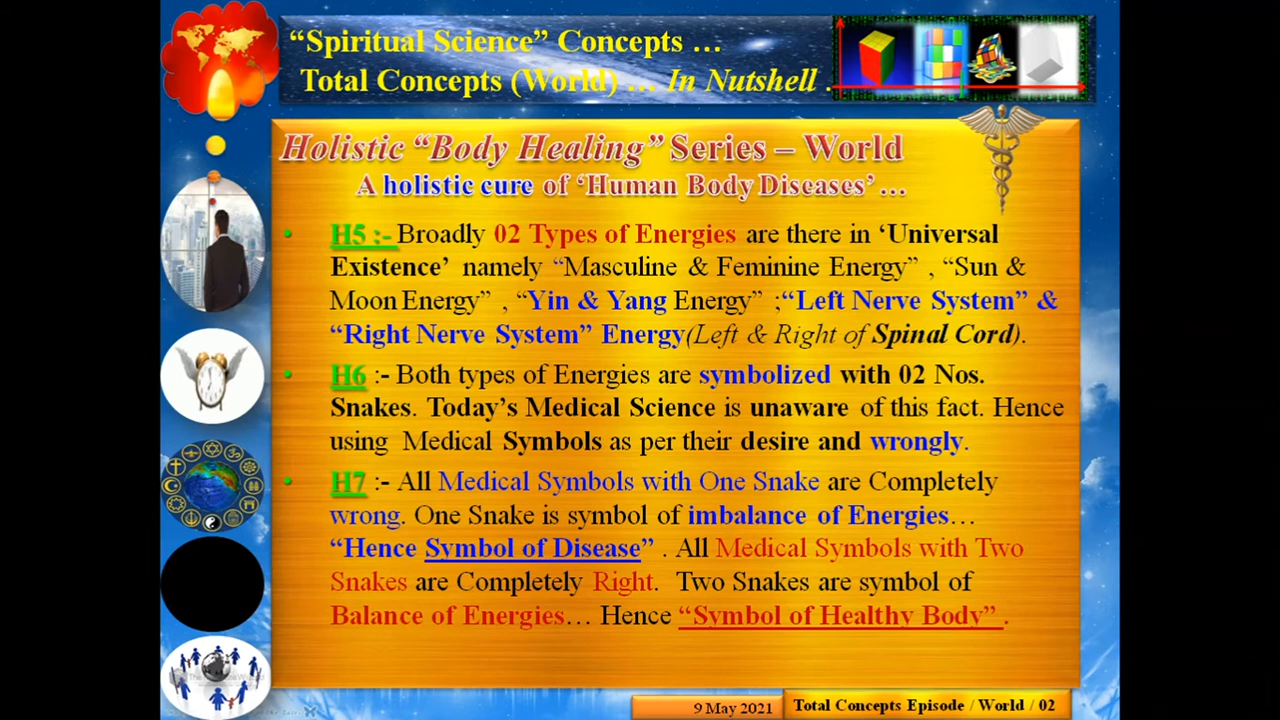 “Spiritual Science” Concepts …
Total Concepts (World) … In Nutshell .
Holistic “Body Healing” Series – World
A holistic cure of ‘Human Body Diseases’ …
• H5 :- Broadly 02 Types of Energies are there in ‘Universal
Existence’ namely “Masculine & Feminine Energy” , “Sun &
Moon Energy” , “Yin & Yang Energy” ;“Left Nerve System” &
“Right Nerve System” Energy(Left & Right of Spinal Cord).
• H6 :- Both types of Energies are symbolized with 02 Nos.
Snakes. Today’s Medical Science is unaware of this fact. Hence
using Medical Symbols as per their desire and wrongly.
• H7 :- All Medical Symbols with One Snake are Completely
wrong. One Snake is symbol of imbalance of Energies…
“Hence Symbol of Disease” . All Medical Symbols with Two
Snakes are Completely Right. Two Snakes are symbol of
Balance of Energies… Hence “Symbol of Healthy Body” .
9 May 2021
Total Concepts Episode / World / 02